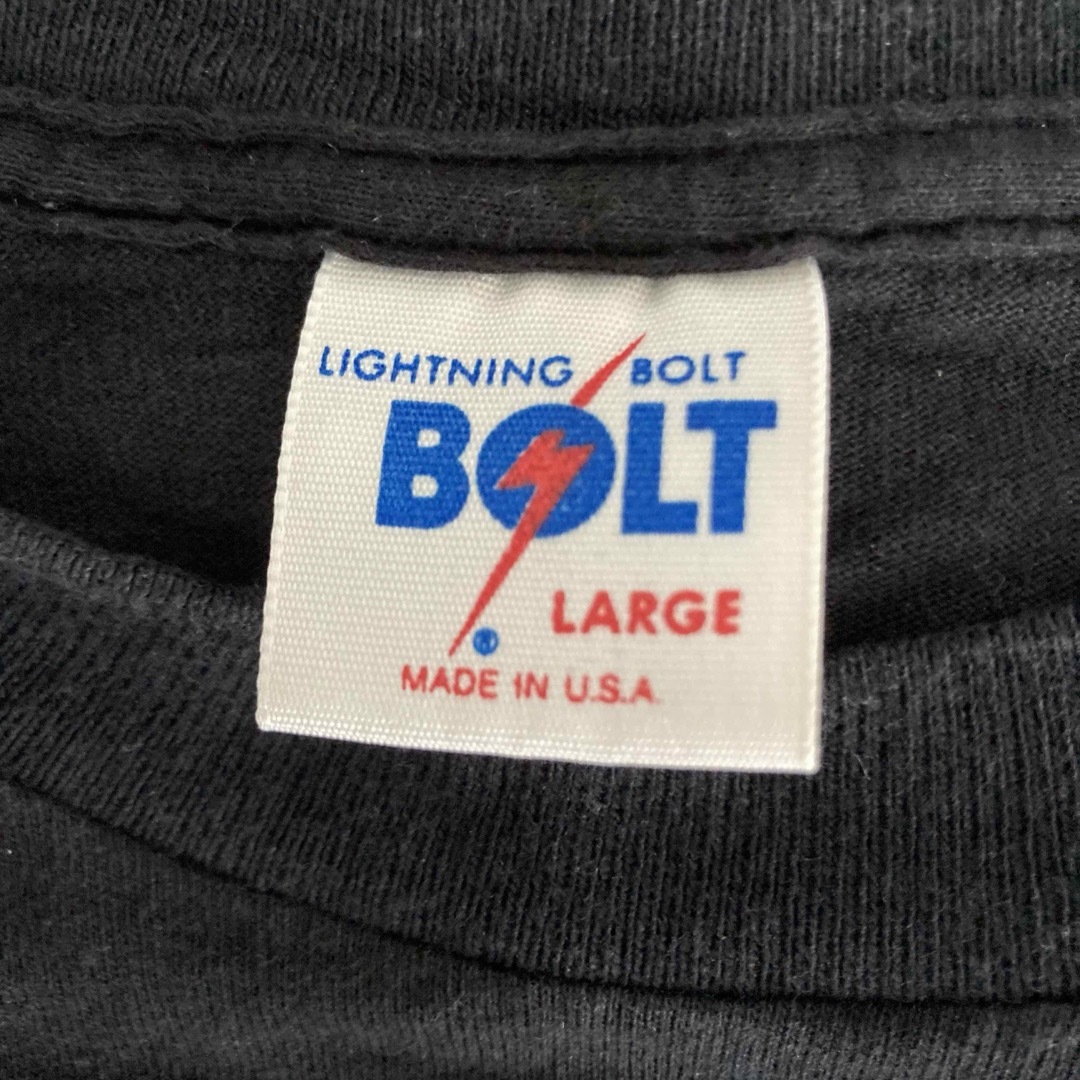 LIGHTNING BOLT
BOLT
LARGE
®
MADE IN U.S.A.